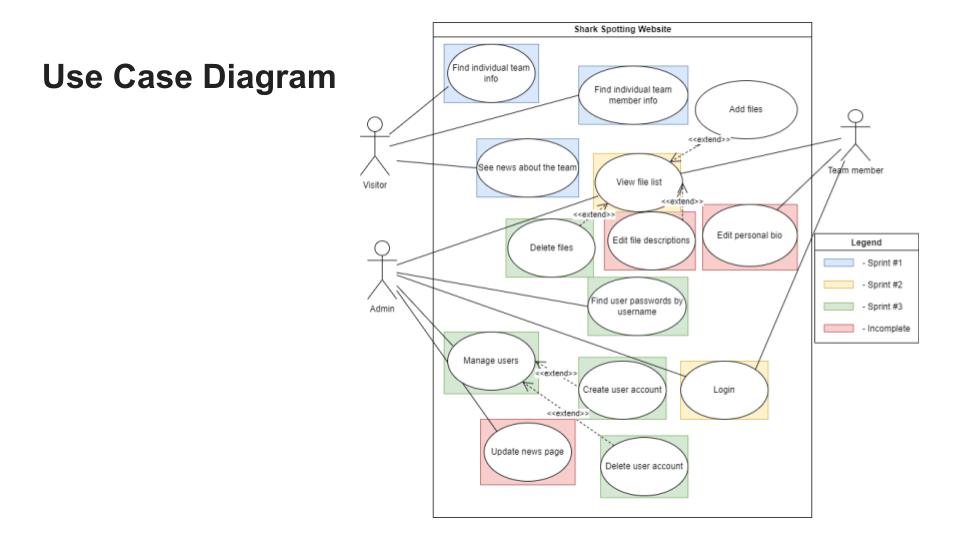 Use Case Diagram
Shark Spotting Website
Find individual team
info
Find individual team
member info
Add files
<<extend>>
Visitor
See news about the team
View file list
Team member
<<extend>>
<<extend>>
Delete files
Edit file descriptions
Edit personal bio
Legend
- Sprint #1
- Sprint #2
- Sprint #3
- Incomplete
Admin
Find user passwords by
username
Manage users
<<extend>>
Create user account
Login
<<extend>>
Update news page
Delete user account